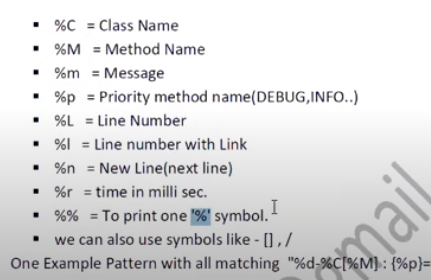 ▪ %C = Class Name
▪ %M = Method Name
▪ %m = Message
▪ %p = Priority method name(DEBUG,INFO..)
▪ %L = Line Number
▪ %l = Line number with Link
▪ %n = New Line(next line)
▪ %r = time in milli sec.
▪ %% = To print one '%' symbol.
▪ we can also use symbols like - [] , /
One Example Pattern with all matching "%d-%C[%M] : {%p}=
mail